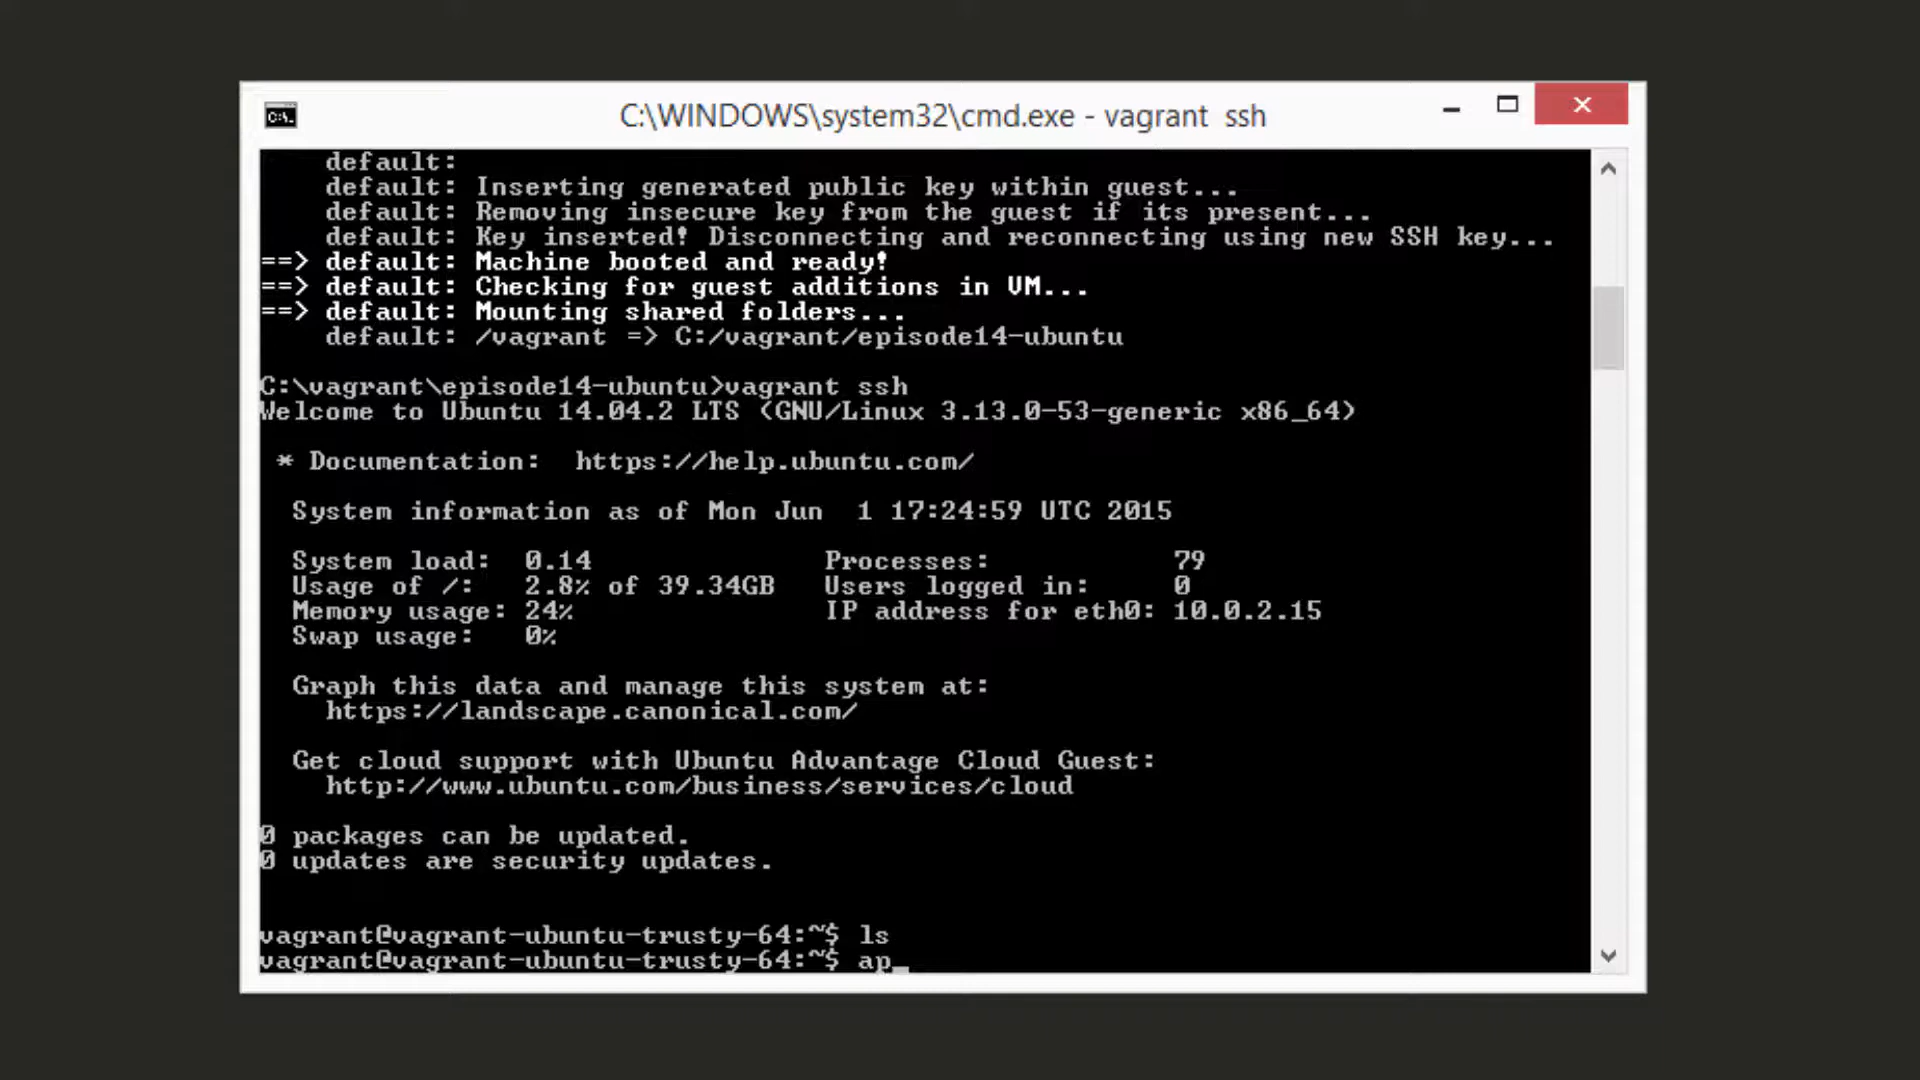 C:\WINDOWS\system32\cmd.exe - vagrant ssh
default:
default: Inserting generated public key within guest...
default: Removing insecure key from the guest if its present...
default: Key inserted! Disconnecting and reconnecting using new SSH key...
==> default: Machine booted and ready!
==> default: Checking for guest additions in VM...
==> default: Mounting shared folders...
default: /vagrant => C:/vagrant/episode14-ubuntu
C:\vagrant\episode14-ubuntu>vagrant ssh
Welcome to Ubuntu 14.04.2 LTS (GNU/Linux 3.13.0-53-generic x86_64)
* Documentation: https://help.ubuntu.com/
System information as of Mon Jun 1 17:24:59 UTC 2015
System load: 0.14 Processes: 79
Usage of /: 2.8% of 39.34GB Users logged in: 0
Memory usage: 24% IP address for eth0: 10.0.2.15
Swap usage: 0%
Graph this data and manage this system at:
https://landscape.canonical.com/
Get cloud support with Ubuntu Advantage Cloud Guest:
http://www.ubuntu.com/business/services/cloud
0 packages can be updated.
0 updates are security updates.
vagrant@vagrant-ubuntu-trusty-64:~$ ls
vagrant@vagrant-ubuntu-trusty-64:~$ ap_